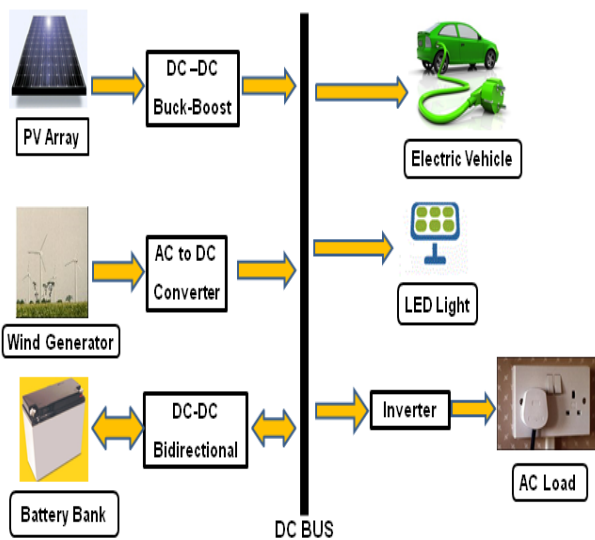 DC –DC
Buck-Boost
PV Array
Electric Vehicle
AC to DC
Converter
LED Light
Wind Generator
DC-DC
Bidirectional
Inverter
AC Load
Battery Bank
DC BUS